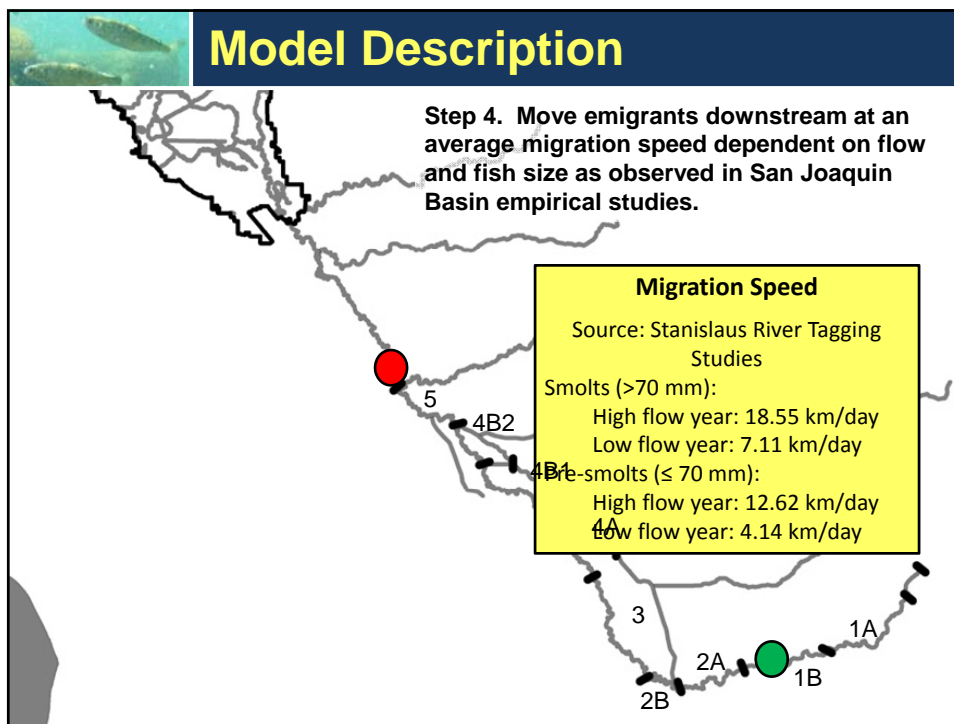 Model Description
Step 4.  Move emigrants downstream at an
average migration speed dependent on flow
and fish size as observed in San Joaquin
Basin empirical studies.
Migration Speed
Source: Stanislaus River Tagging
Studies
Smolts (>70 mm):
High flow year: 18.55 km/day
Low flow year: 7.11 km/day
Pre-smolts (≤ 70 mm):
High flow year: 12.62 km/day
Low flow year: 4.14 km/day
5
4B2
4B1
4A
3
2A
2B
1B
1A